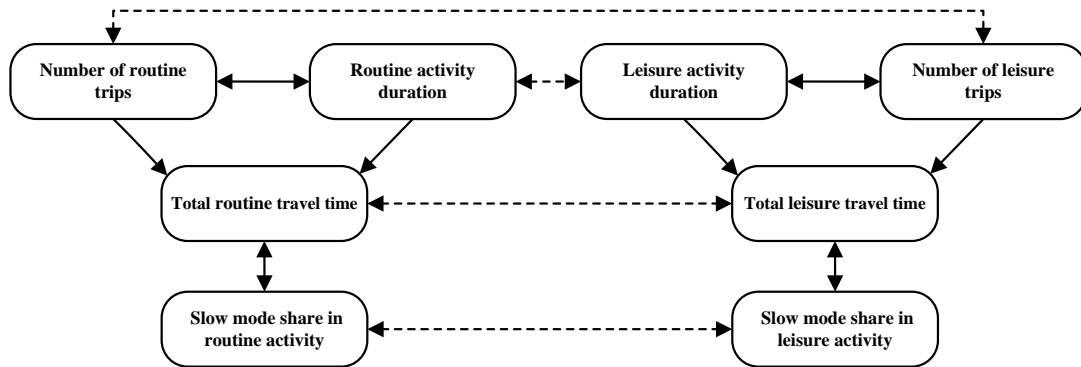 Number of routine
trips
Routine activity
duration
Leisure activity
duration
Number of leisure
trips
Total routine travel time
Total leisure travel time
Slow mode share in
routine activity
Slow mode share in
leisure activity